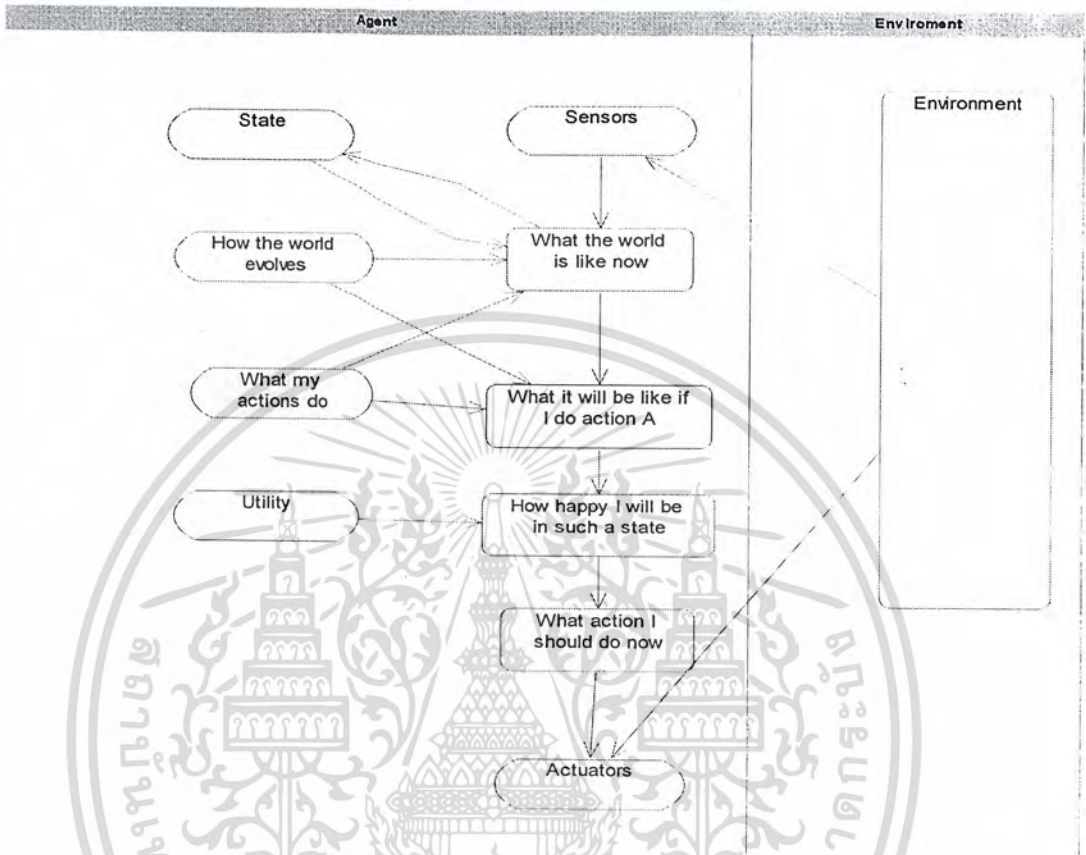 Agent
Enviroment
State
Sensors
Environment
How the world
evolves
What the world
is like now
What my
actions do
What it will be like if
I do action A
Utility
How happy I will be
in such a state
What action I
should do now
Actuators